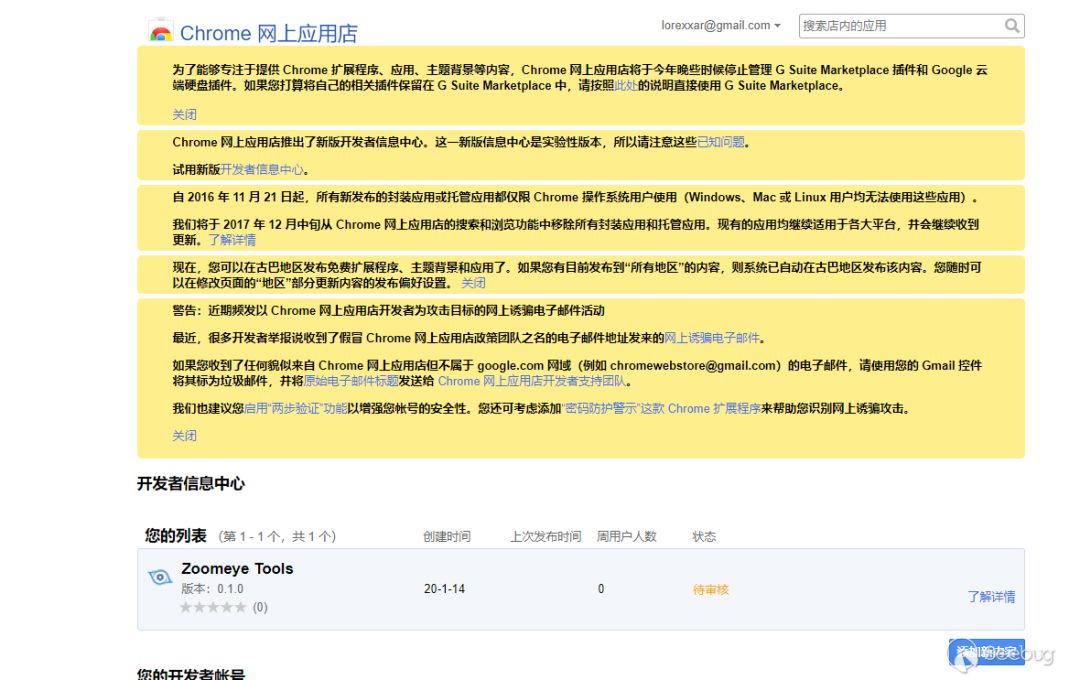 Chrome 网上应用店
lorexxar@gmail.com
搜索店内的应用
为了能够专注于提供 Chrome 扩展程序、应用、主题背景等内容，Chrome 网上应用店将于今年晚些时候停止管理 G Suite Marketplace 插件和 Google 云
端硬盘插件。如果您打算将自己的相关插件保留在 G Suite Marketplace 中，请按照此处的说明直接使用 G Suite Marketplace。
关闭
Chrome 网上应用店推出了新版开发者信息中心。这一新版信息中心是实验性版本，所以请注意这些已知问题。
试用新版开发者信息中心。
自 2016 年 11 月 21 日起，所有新发布的封装应用或托管应用都仅限 Chrome 操作系统用户使用（Windows、Mac 或 Linux 用户均无法使用这些应用）。
我们将于 2017 年 12 月中旬从 Chrome 网上应用店的搜索和浏览功能中移除所有封装应用和托管应用。现有的应用均继续适用于各大平台，并会继续收到
更新。了解详情
现在，您可以在古巴地区发布免费扩展程序、主题背景和应用了。如果您有目前发布到“所有地区”的内容，则系统已自动在古巴地区发布该内容。您随时可
以在修改页面的“地区”部分更新内容的发布偏好设置。 关闭
警告：近期频发以 Chrome 网上应用店开发者为攻击目标的网上诱骗电子邮件活动
最近，很多开发者举报说收到了假冒 Chrome 网上应用店政策团队之名的电子邮件地址发来的网上诱骗电子邮件。
如果您收到了任何貌似来自 Chrome 网上应用店但不属于 google.com 网域（例如 chromewebstore@gmail.com）的电子邮件，请使用您的 Gmail 控件
将其标为垃圾邮件，并将原始电子邮件标题发送给 Chrome 网上应用店开发者支持团队。
我们也建议您启用“两步验证”功能以增强您帐号的安全性。您还可考虑添加“密码防护警示”这款 Chrome 扩展程序来帮助您识别网上诱骗攻击。
关闭
开发者信息中心
您的列表 （第 1 - 1 个，共 1 个） 创建时间 上次发布时间 周用户人数 状态
Zoomeye Tools
版本：0.1.0
(0)
20-1-14 0 待审核 了解详情
添加新内容
Seebug
您的开发者帐号